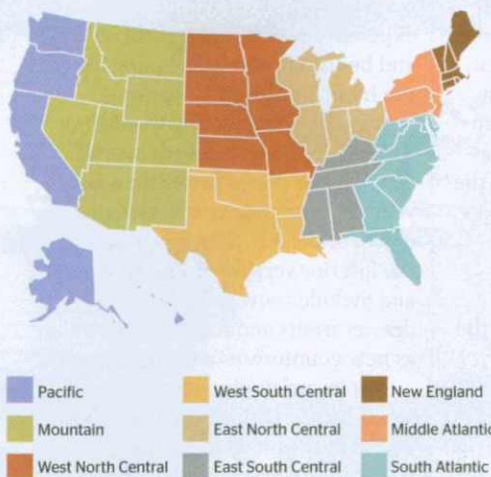 Pacific
West South Central
New England
Mountain
East North Central
Middle Atlantic
West North Central
East South Central
South Atlantic